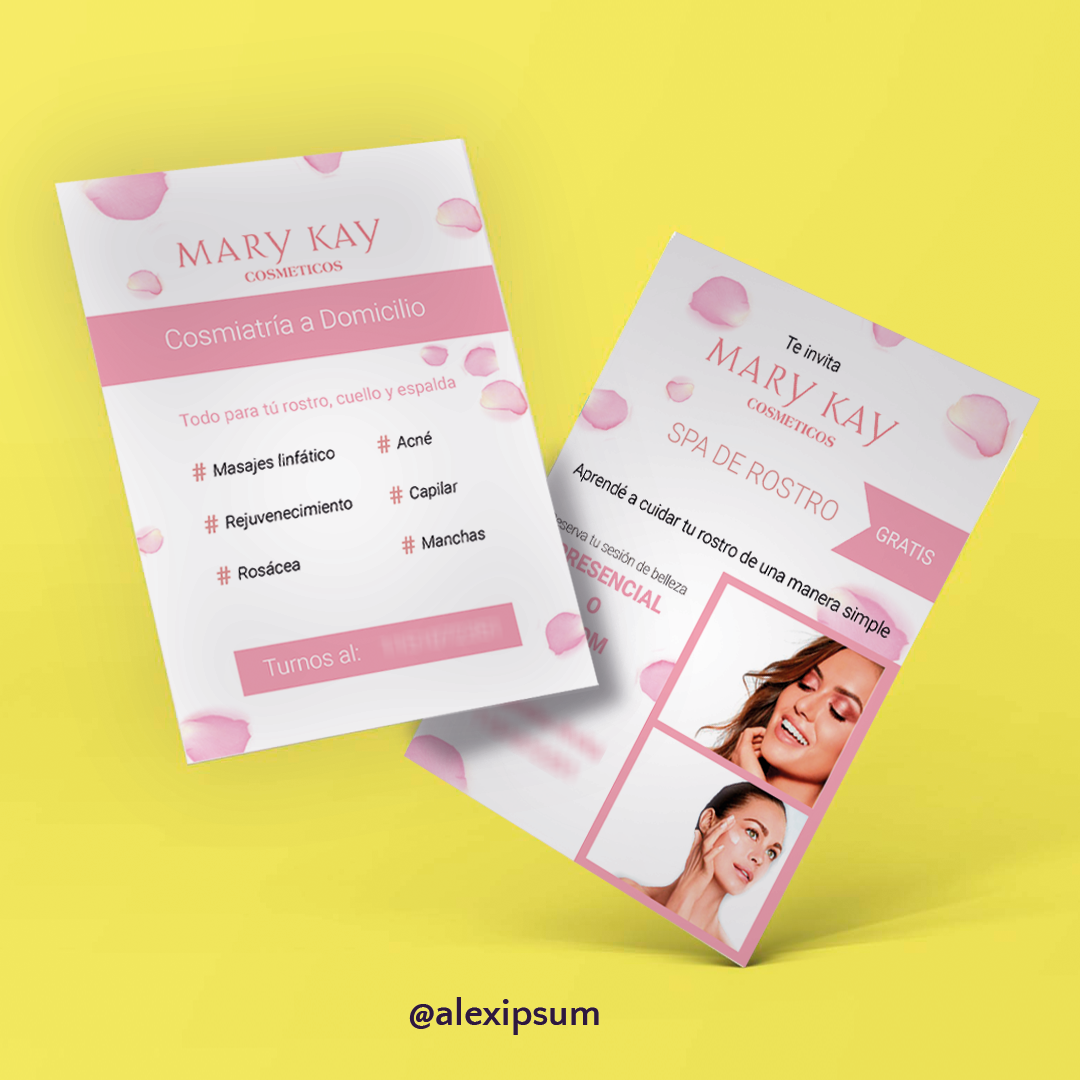 MARY KAY
COSMETICOS
Cosmiatría a Domicilio
Todo para tú rostro, cuello y espalda
# Masajes linfático
# Acné
# Rejuvenecimiento
# Capilar
# Rosácea
# Manchas
Turnos al:
Te invita
MARY KAY
COSMETICOS
SPA DE ROSTRO
GRATIS
Aprendé a cuidar tu rostro de una manera simple
tu sesión de belleza
PRESENCIAL
O
@alexipsum